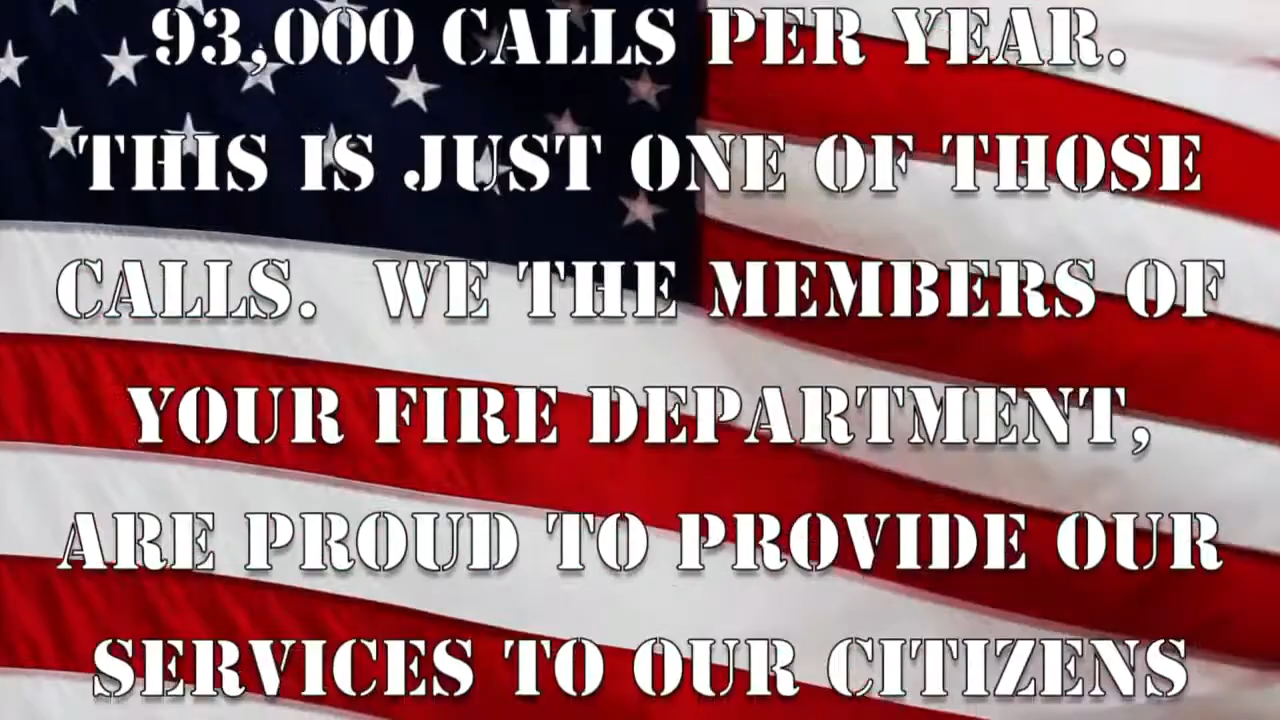 93,000 CALLS PER YEAR.
THIS IS JUST ONE OF THOSE
CALLS.  WE THE MEMBERS OF
YOUR FIRE DEPARTMENT,
ARE PROUD TO PROVIDE OUR
SERVICES TO OUR CITIZENS